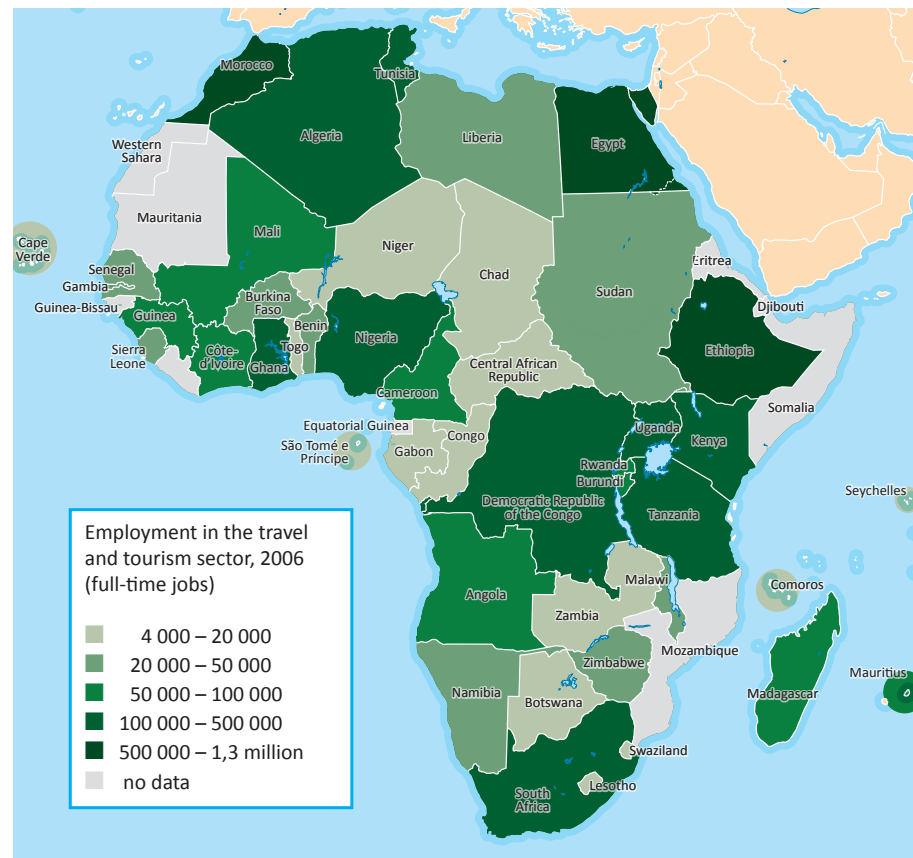 Morocco
Tunisia
Algeria
Liberia
Egypt
Western
Sahara
Mauritania
Mali
Niger
Chad
Sudan
Eritrea
Djibouti
Cape
Verde
Senegal
Gambia
Guinea-Bissau
Guinea
Sierra
Leone
Côte-
d'Ivoire
Burkina
Faso
Ghana
Togo
Benin
Nigeria
Cameroon
Central African
Republic
Ethiopia
Somalia
Equatorial Guinea
São Tomé e
Príncipe
Gabon
Congo
Uganda
Kenya
Rwanda
Burundi
Democratic Republic
of the Congo
Tanzania
Seychelles
Comoros
Angola
Zambia
Malawi
Mozambique
Zimbabwe
Namibia
Botswana
Madagascar
Mauritius
Swaziland
Lesotho
South
Africa
Employment in the travel
and tourism sector, 2006
(full-time jobs)
4 000 – 20 000
20 000 – 50 000
50 000 – 100 000
100 000 – 500 000
500 000 – 1,3 million
no data